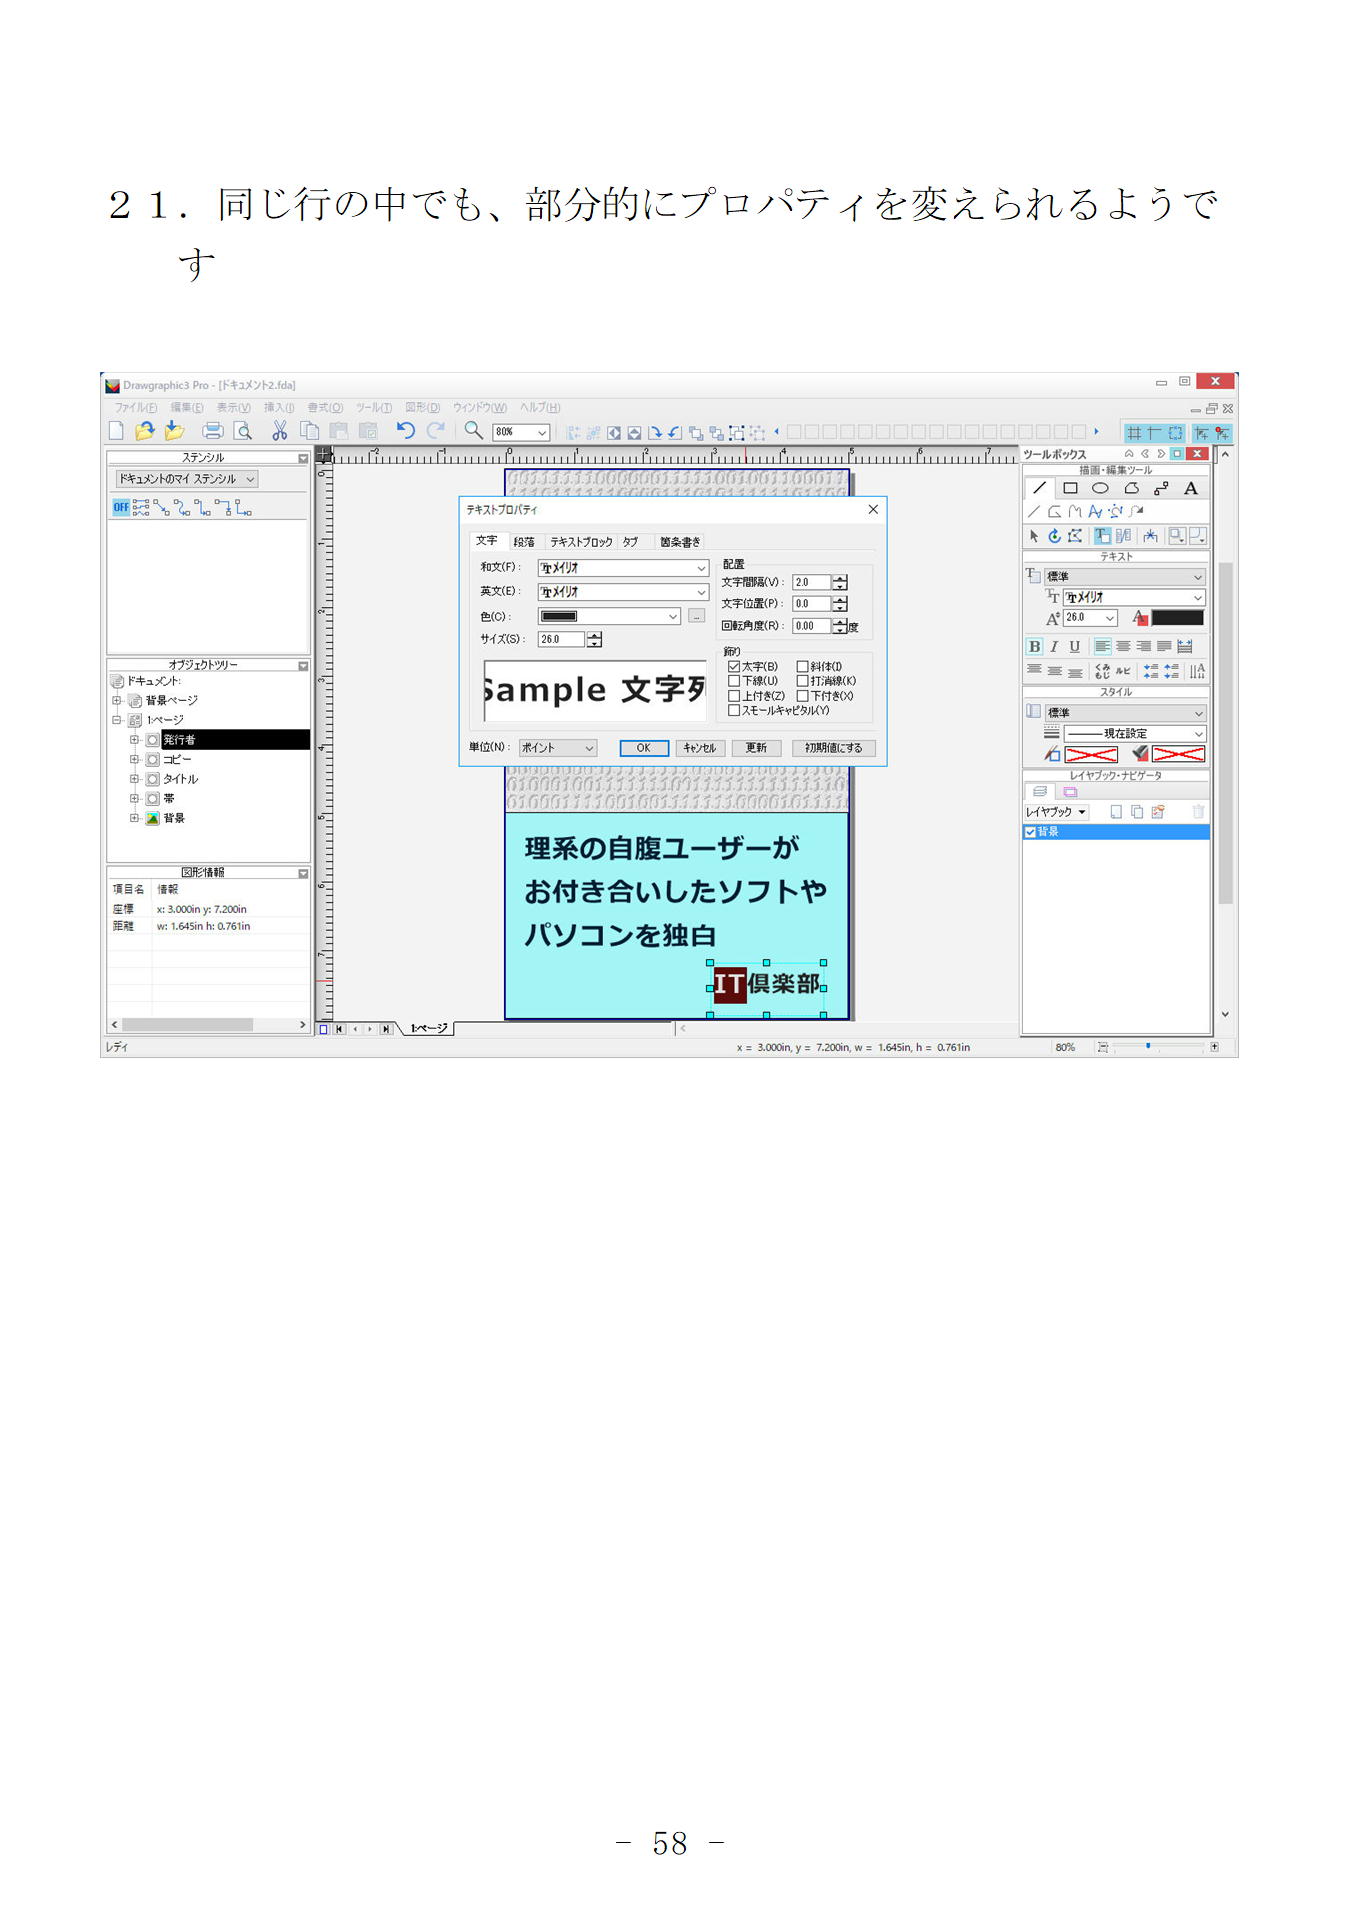 ２１．同じ行の中でも、部分的にプロパティを変えられるようで
す
Drawgraphic3 Pro - [ドキュメント2.fda]
ファイル(F) 編集(E) 表示(V) 挿入(I) 書式(O) ツール(T) 図形(D) ウィンドウ(W) ヘルプ(H)
80%
ステンシル
ドキュメントのマイ ステンシル
OFF
オブジェクトツリー
ドキュメント:
背景ページ
1:ページ
発行者
コピー
タイトル
帯
背景
図形情報
項目名 情報
座標 x: 3.000in y: 7.200in
距離 w: 1.645in h: 0.761in
テキストプロパティ
文字 段落 テキストブロック タブ 箇条書き
和文(F): メイリオ
英文(E): メイリオ
色(C):
サイズ(S): 26.0
配置
文字間隔(V): 2.0
文字位置(P): 0.0
回転角度(R): 0.00 度
飾り
太字(B) 斜体(I)
下線(U) 打消線(K)
上付き(Z) 下付き(X)
スモールキャピタル(Y)
Sample 文字列
単位(N): ポイント OK キャンセル 更新 初期値にする
理系の自腹ユーザーが
お付き合いしたソフトや
パソコンを独白
IT倶楽部
1:ページ
ツールボックス
描画・編集ツール
テキスト
標準
メイリオ
26.0
B I U
スタイル
標準
現在設定
レイヤブック・ナビゲータ
レイヤブック
背景
レディ
x = 3.000in, y = 7.200in, w = 1.645in, h = 0.761in 80%
- 58 -